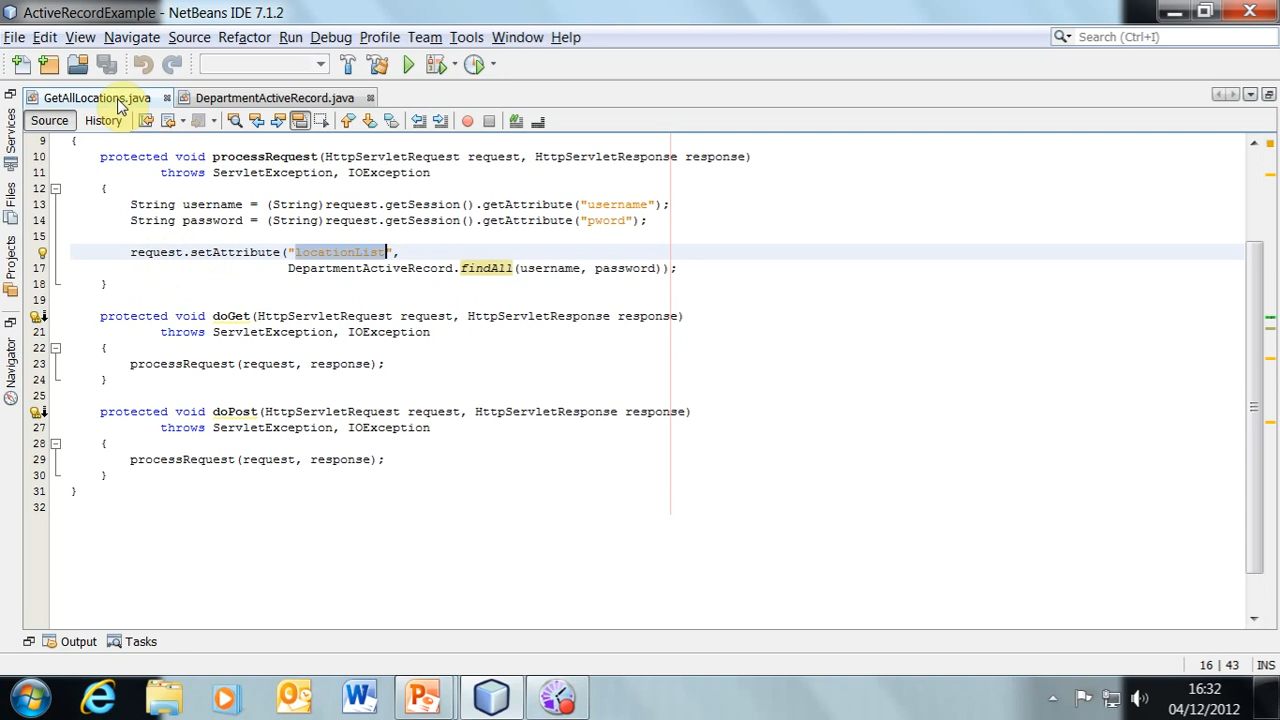 ActiveRecordExample - NetBeans IDE 7.1.2
File Edit View Navigate Source Refactor Run Debug Profile Team Tools Window Help
Search (Ctrl+I)
GetAllLocations.java DepartmentActiveRecord.java
Source History
Services
Files
Projects
Navigator
9 {
10 protected void processRequest(HttpServletRequest request, HttpServletResponse response)
11 throws ServletException, IOException
12 {
13 String username = (String)request.getSession().getAttribute("username");
14 String password = (String)request.getSession().getAttribute("pword");
15
request.setAttribute("locationList",
17 DepartmentActiveRecord.findAll(username, password));
18 }
19
protected void doGet(HttpServletRequest request, HttpServletResponse response)
21 throws ServletException, IOException
22 {
23 processRequest(request, response);
24 }
25
protected void doPost(HttpServletRequest request, HttpServletResponse response)
27 throws ServletException, IOException
28 {
29 processRequest(request, response);
30 }
31 }
32
Output Tasks
16 | 43 INS
16:32
04/12/2012